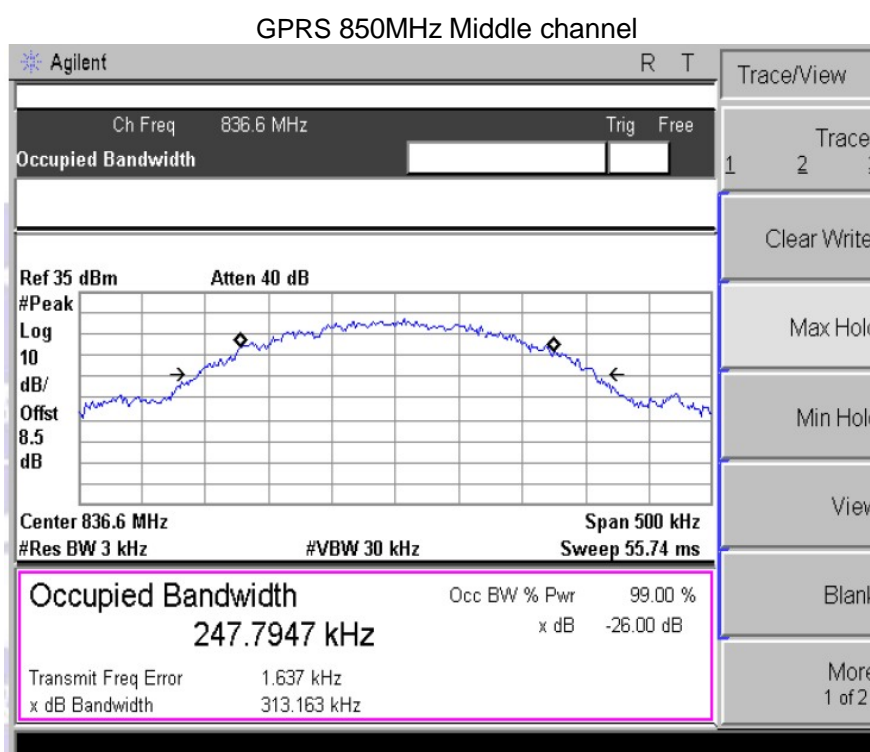 GPRS 850MHz Middle channel
Agilent R T
Trace/View
Ch Freq 836.6 MHz Trig Free
Occupied Bandwidth
Trace
1 2
Clear Write
Ref 35 dBm Atten 40 dB
#Peak
Log
10
dB/
Offst
8.5
dB
Max Hol
Min Hol
View
Center 836.6 MHz Span 500 kHz
#Res BW 3 kHz #VBW 30 kHz Sweep 55.74 ms
Occupied Bandwidth Occ BW % Pwr 99.00 %
247.7947 kHz x dB -26.00 dB
Transmit Freq Error 1.637 kHz
x dB Bandwidth 313.163 kHz
Blank
More
1 of 2